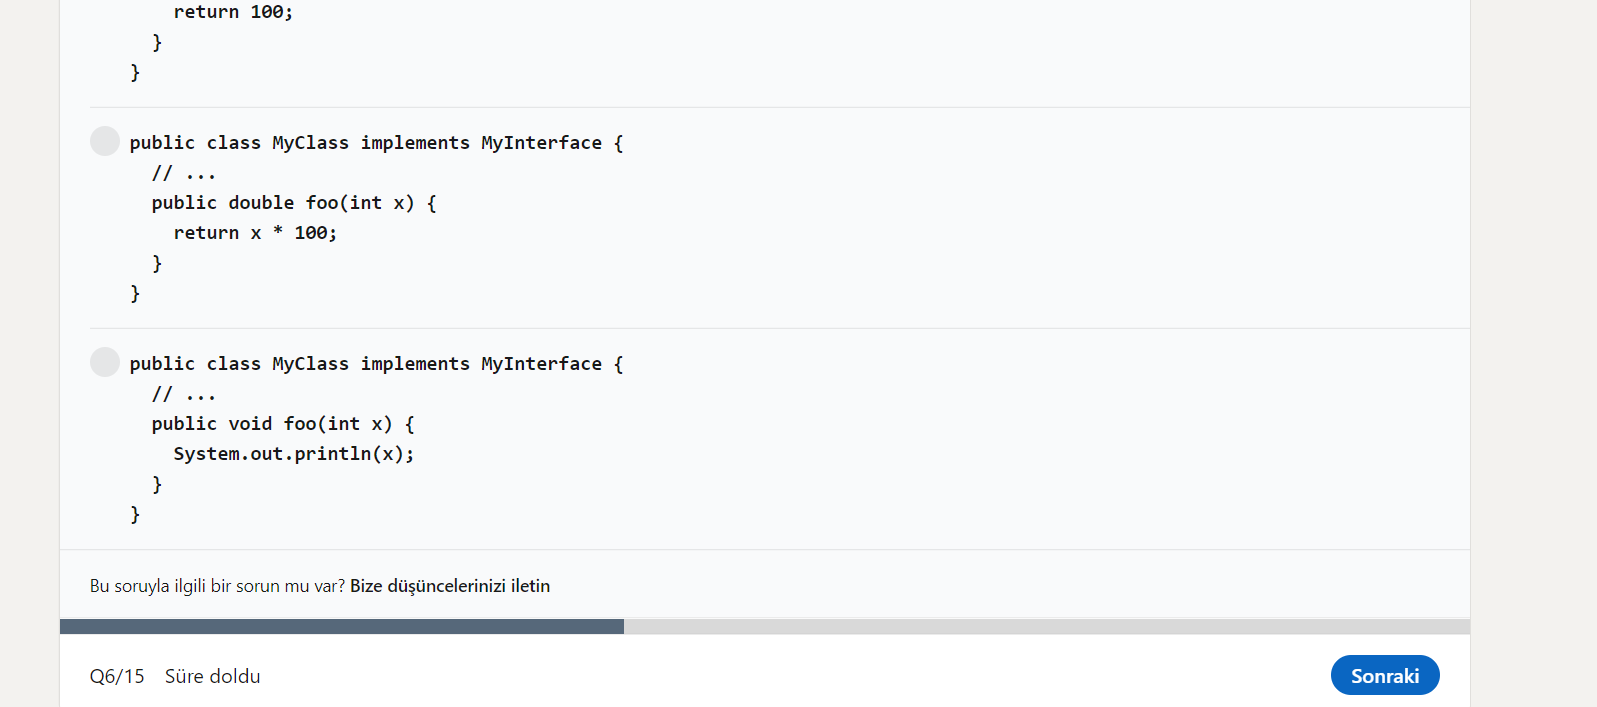 return 100;
}
}
public class MyClass implements MyInterface {
// ...
public double foo(int x) {
return x * 100;
}
}
public class MyClass implements MyInterface {
// ...
public void foo(int x) {
System.out.println(x);
}
}
Bu soruyla ilgili bir sorun mu var? Bize düşüncelerinizi iletin
Q6/15 Süre doldu
Sonraki